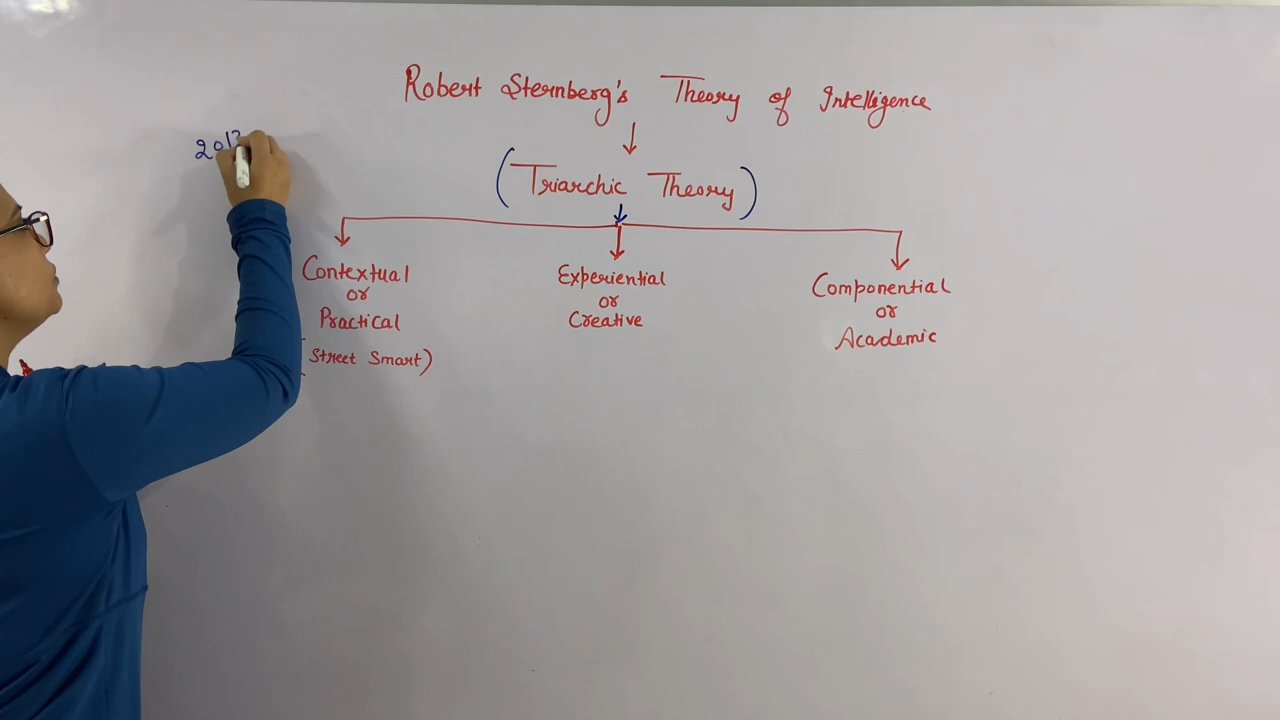 Robert Sternberg's Theory of Intelligence
(Triarchic Theory)
Contextual
or
Practical
(Street Smart)
Experiential
or
Creative
Componential
or
Academic